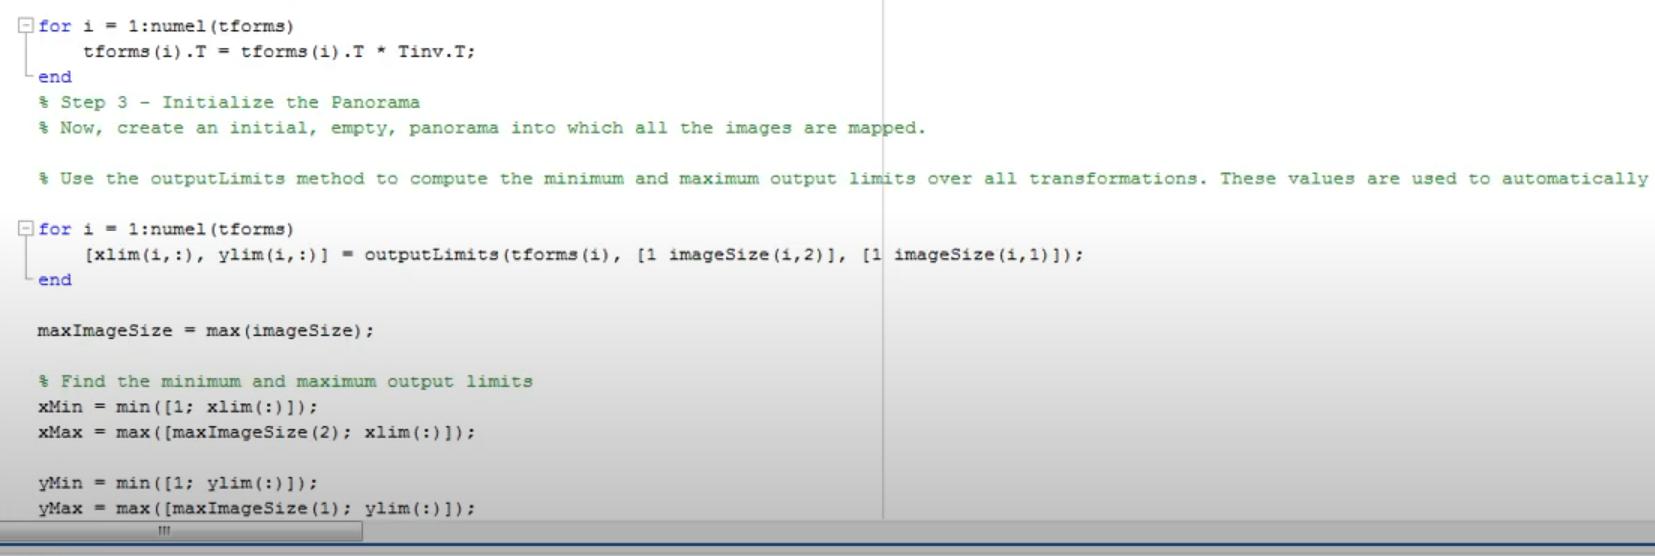 for i = 1:numel(tforms)
    tforms(i).T = tforms(i).T * Tinv.T;
end
% Step 3 - Initialize the Panorama
% Now, create an initial, empty, panorama into which all the images are mapped.
% Use the outputLimits method to compute the minimum and maximum output limits over all transformations. These values are used to automatically
for i = 1:numel(tforms)
    [xlim(i,:), ylim(i,:)] = outputLimits(tforms(i), [1 imageSize(i,2)], [1 imageSize(i,1)]);
end
maxImageSize = max(imageSize);
% Find the minimum and maximum output limits
xMin = min([1; xlim(:)]);
xMax = max([maxImageSize(2); xlim(:)]);
yMin = min([1; ylim(:)]);
yMax = max([maxImageSize(1); ylim(:)]);